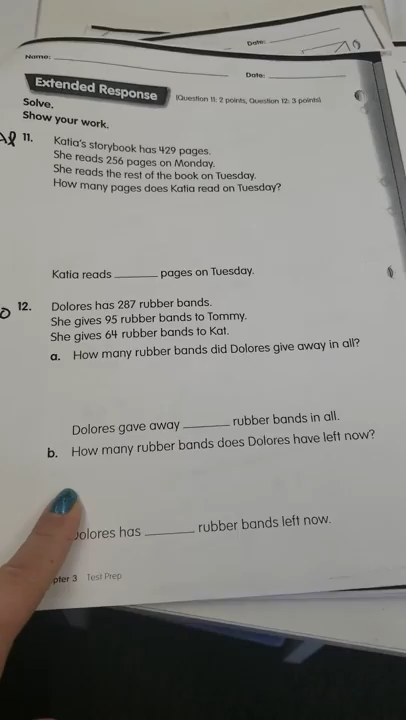 Date:
10
Name:
Date:
Extended Response
(Question 11: 2 points, Question 12: 3 points)
Solve.
Show your work.
11. Katia's storybook has 429 pages.
She reads 256 pages on Monday.
She reads the rest of the book on Tuesday.
How many pages does Katia read on Tuesday?
Katia reads ______ pages on Tuesday.
12. Dolores has 287 rubber bands.
She gives 95 rubber bands to Tommy.
She gives 64 rubber bands to Kat.
a. How many rubber bands did Dolores give away in all?
Dolores gave away ______ rubber bands in all.
b. How many rubber bands does Dolores have left now?
Dolores has ______ rubber bands left now.
pter 3 Test Prep